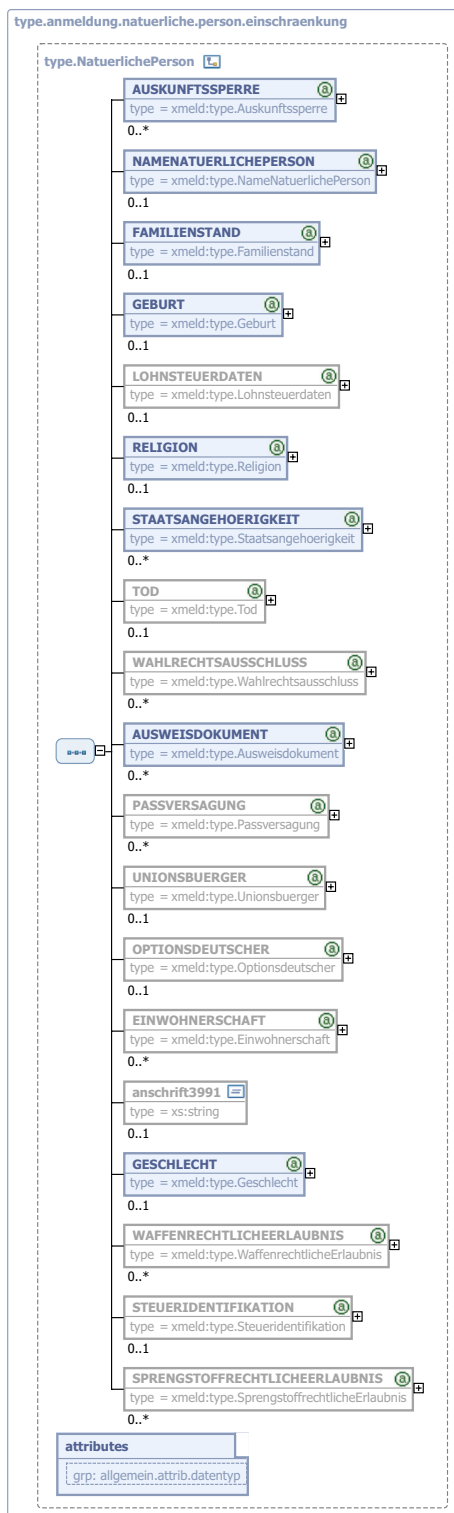 type.anmeldung.natuerliche.person.einschraenkung
type.NatuerlichePerson
AUSKUNFTSSPERRE
type = xmeld:type.Auskunftssperre
0..*
NAMENATUERLICHEPERSON
type = xmeld:type.NameNatuerlichePerson
0..1
FAMILIENSTAND
type = xmeld:type.Familienstand
0..1
GEBURT
type = xmeld:type.Geburt
0..1
LOHNSTEUERDATEN
type = xmeld:type.Lohnsteuerdaten
0..1
RELIGION
type = xmeld:type.Religion
0..1
STAATSANGEHOERIGKEIT
type = xmeld:type.Staatsangehoerigkeit
0..*
TOD
type = xmeld:type.Tod
0..1
WAHLRECHTSAUSSCHLUSS
type = xmeld:type.Wahlrechtsausschluss
0..*
AUSWEISDOKUMENT
type = xmeld:type.Ausweisdokument
0..*
PASSVERSAGUNG
type = xmeld:type.Passversagung
0..*
UNIONSBUERGER
type = xmeld:type.Unionsbuerger
0..1
OPTIONSDEUTSCHER
type = xmeld:type.Optionsdeutscher
0..1
EINWOHNERSCHAFT
type = xmeld:type.Einwohnerschaft
0..*
anschrift3991
type = xs:string
0..1
GESCHLECHT
type = xmeld:type.Geschlecht
0..1
WAFFENRECHTLICHEERLAUBNIS
type = xmeld:type.WaffenrechtlicheErlaubnis
0..*
STEUERIDENTIFIKATION
type = xmeld:type.Steueridentifikation
0..1
SPRENGSTOFFRECHTLICHEERLAUBNIS
type = xmeld:type.SprengstoffrechtlicheErlaubnis
0..*
attributes
grp: allgemein.attrib.datentyp